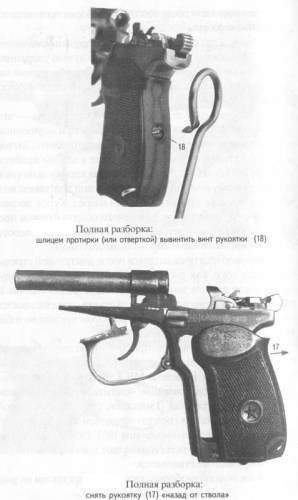 18
Полная разборка:
шлицем протирки (или отверткой) вывинтить винт рукоятки (18)
17
Полная разборка:
снять рукоятку (17) «назад от ствола»